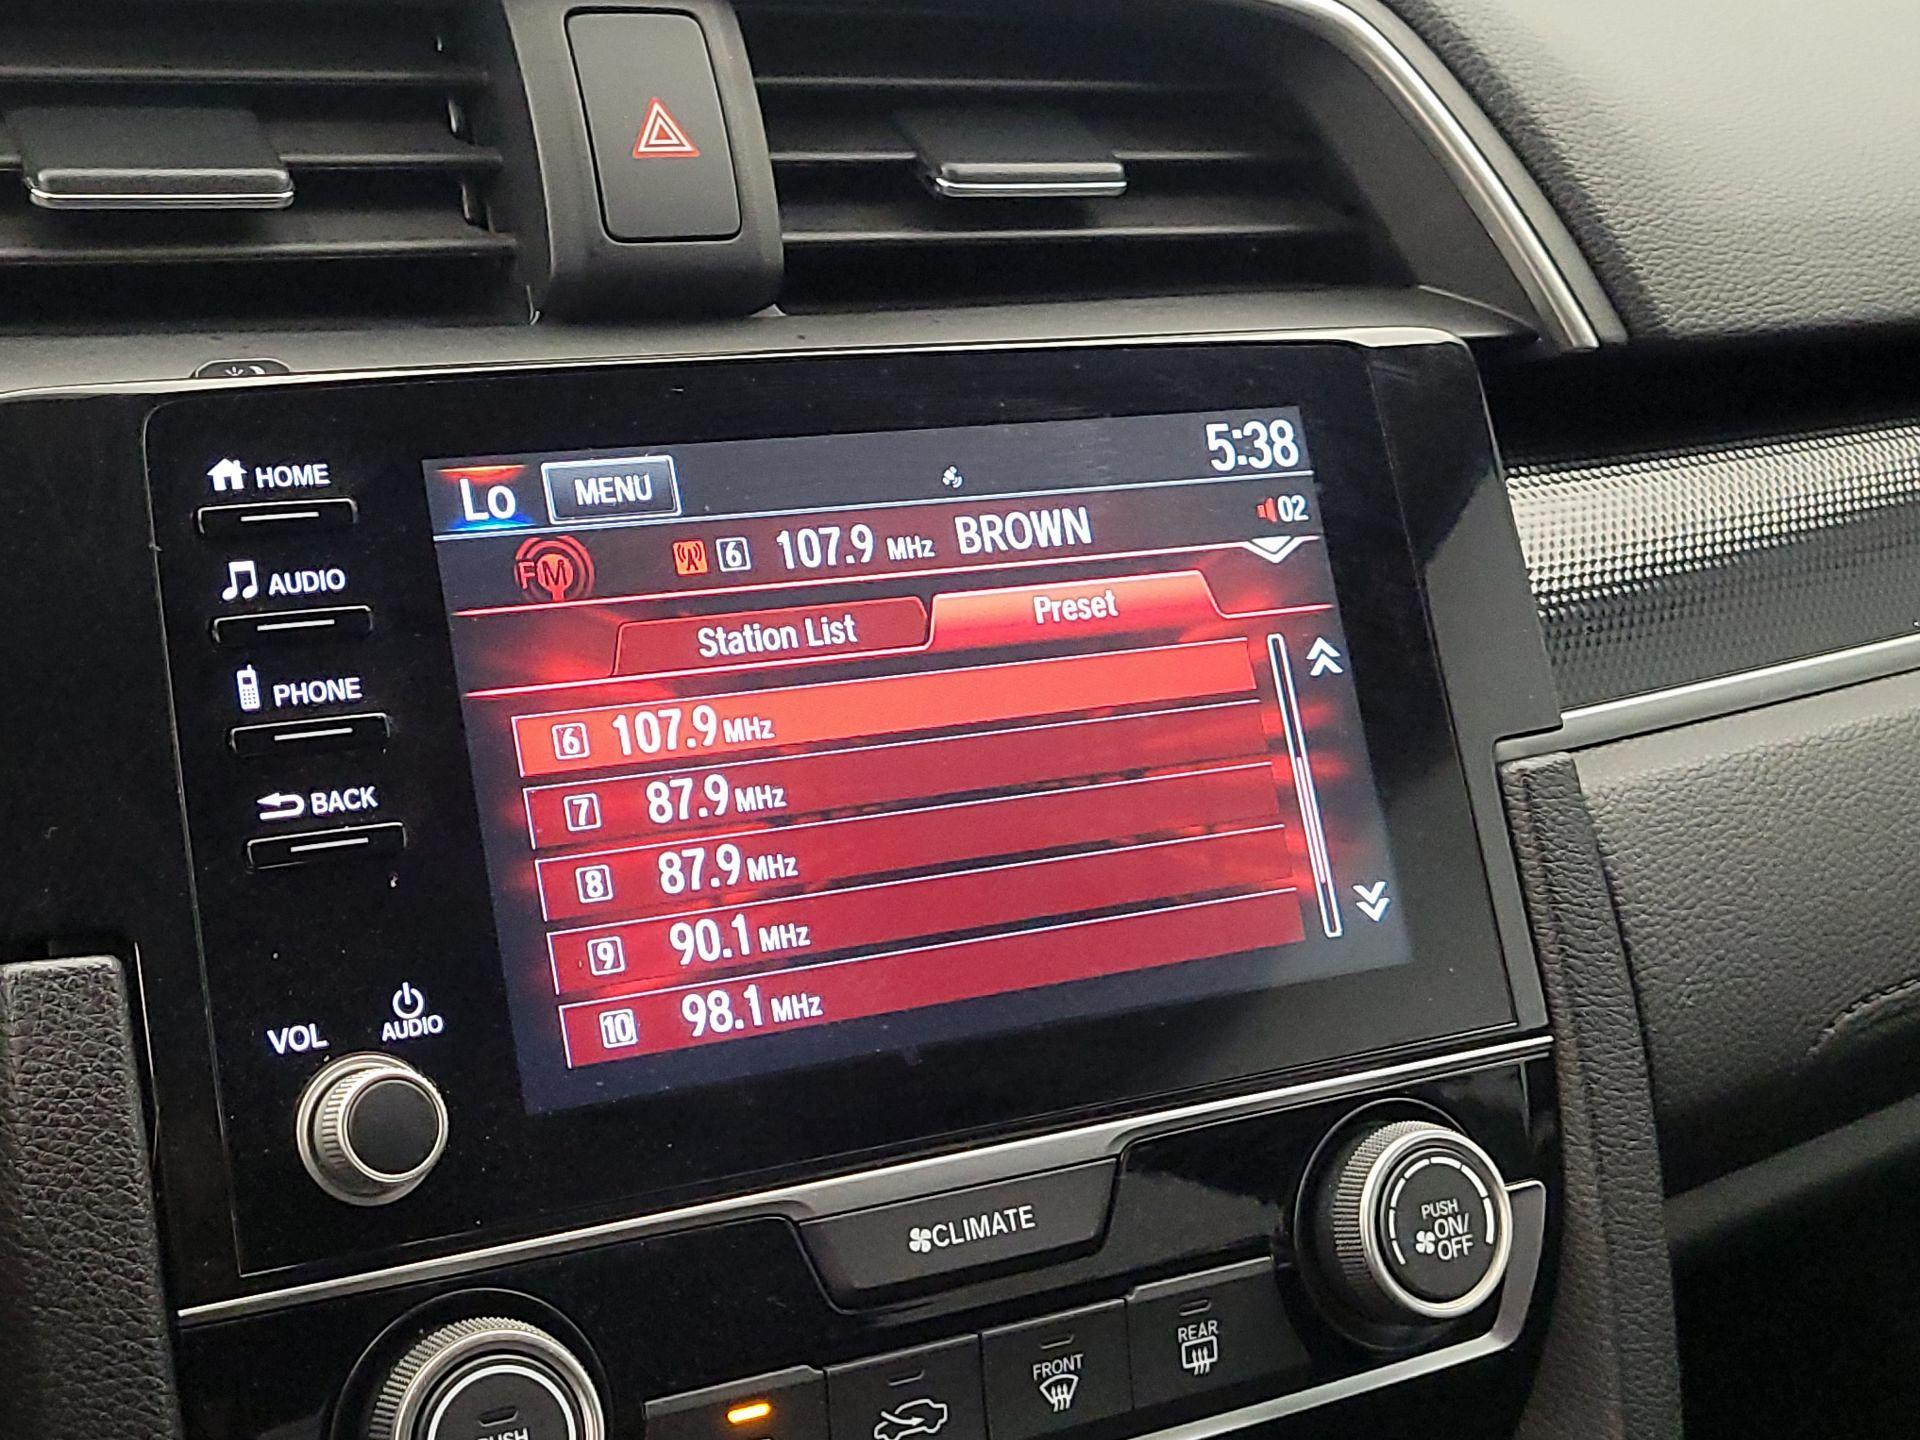 HOME
AUDIO
PHONE
BACK
VOL
AUDIO
Lo
MENU
5:38
FM
6 107.9 MHz BROWN
02
Station List
Preset
6 107.9 MHz
7 87.9 MHz
8 87.9 MHz
9 90.1 MHz
10 98.1 MHz
CLIMATE
PUSH
ON/
OFF
FRONT
REAR
PUSH